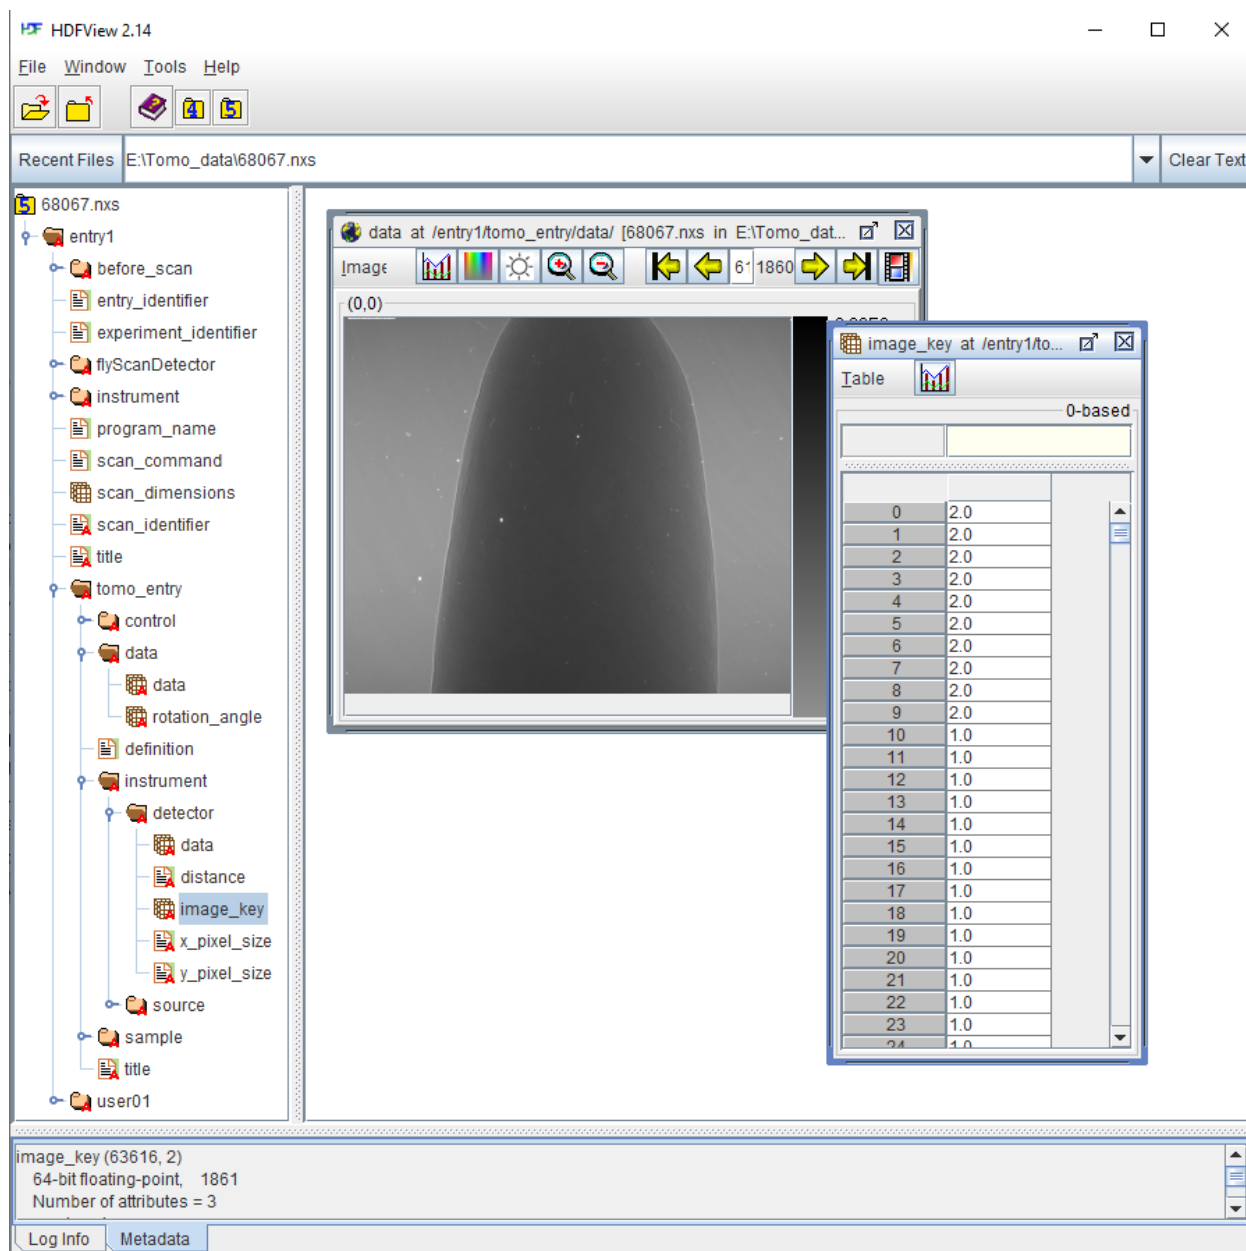 HDFView 2.14
File Window Tools Help
4 5
Recent Files E:\Tomo_data\68067.nxs Clear Text
5 68067.nxs
entry1
before_scan
entry_identifier
experiment_identifier
flyScanDetector
instrument
program_name
scan_command
scan_dimensions
scan_identifier
title
tomo_entry
control
data
data
rotation_angle
definition
instrument
detector
data
distance
image_key
x_pixel_size
y_pixel_size
source
sample
title
user01
data at /entry1/tomo_entry/data/ [68067.nxs in E:\Tomo_dat...
Image 1860
(0,0)
image_key at /entry1/to...
Table
0-based
0 2.0
1 2.0
2 2.0
3 2.0
4 2.0
5 2.0
6 2.0
7 2.0
8 2.0
9 2.0
10 1.0
11 1.0
12 1.0
13 1.0
14 1.0
15 1.0
16 1.0
17 1.0
18 1.0
19 1.0
20 1.0
21 1.0
22 1.0
23 1.0
24 1.0
image_key (63616, 2)
64-bit floating-point, 1861
Number of attributes = 3
Log Info Metadata